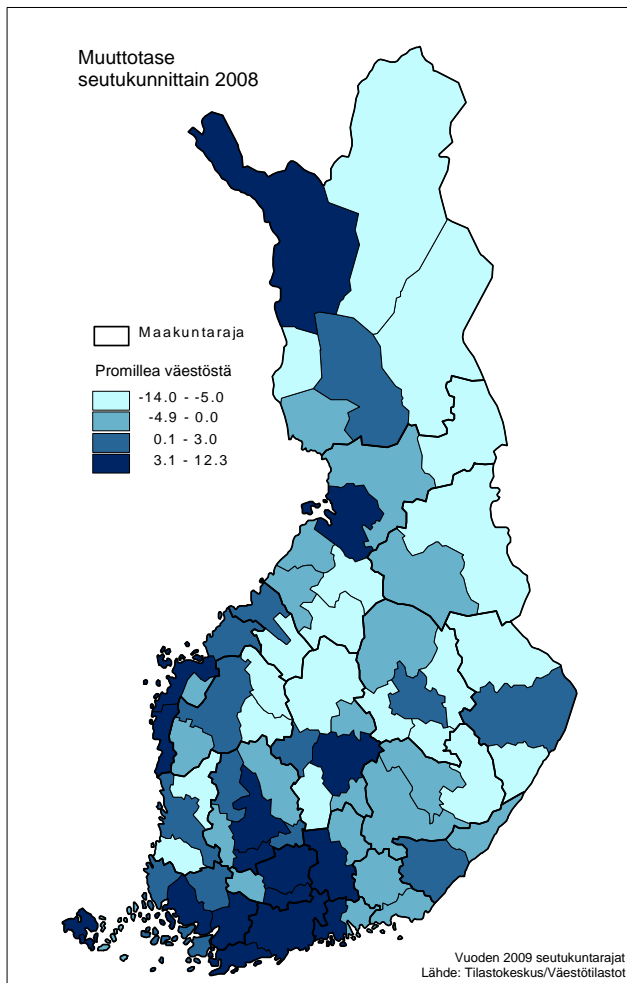 Muuttotase
seutukunnittain 2008
Maakuntaraja
Promillea väestöstä
-14.0 - -5.0
-4.9 - 0.0
0.1 - 3.0
3.1 - 12.3
Vuoden 2009 seutukuntarajat
Lähde: Tilastokeskus/Väestötilastot